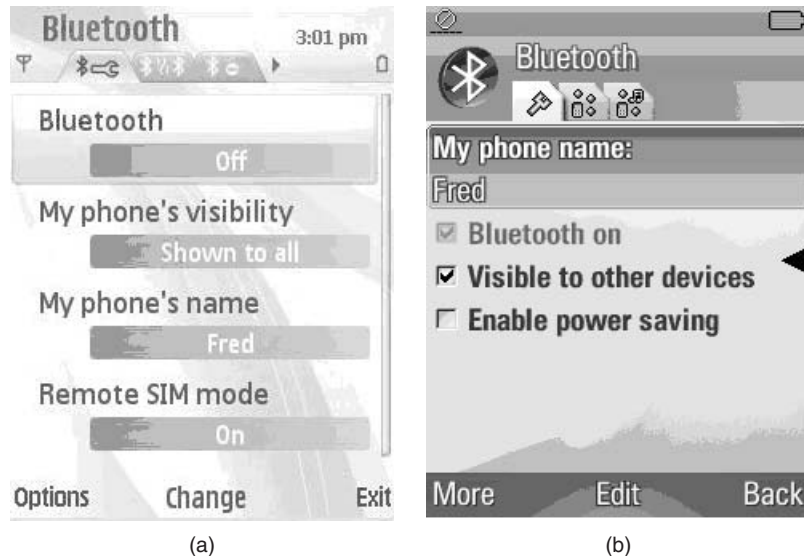 Bluetooth
3:01 pm
Bluetooth
Off
My phone's visibility
Shown to all
My phone's name
Fred
Remote SIM mode
On
Options Change Exit
(a)
Bluetooth
My phone name:
Fred
Bluetooth on
Visible to other devices
Enable power saving
More Edit Back
(b)